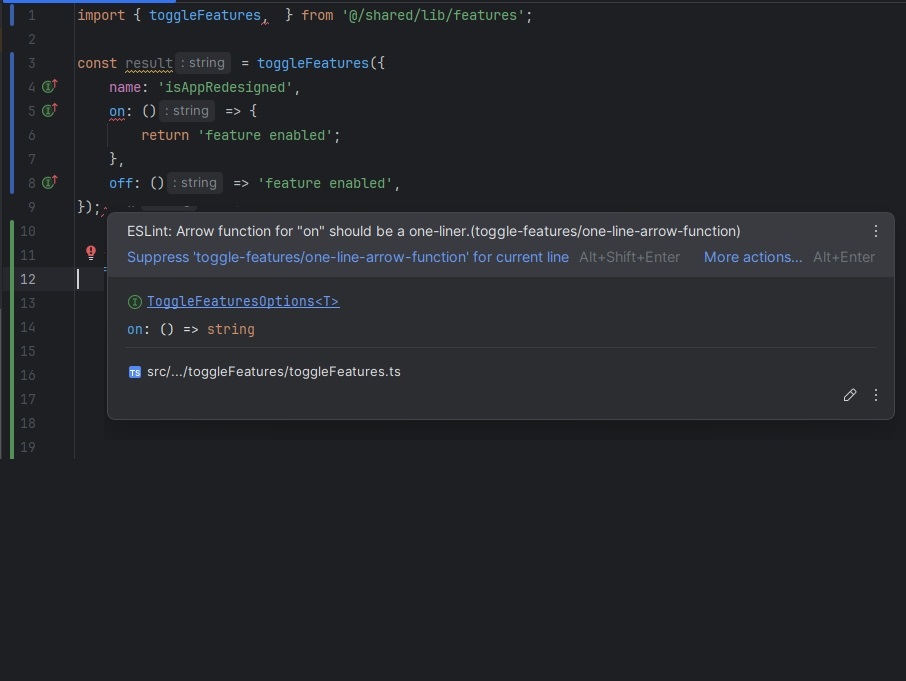 1 import { toggleFeatures,  } from '@/shared/lib/features';
2
3 const result : string = toggleFeatures({
4     name: 'isAppRedesigned',
5     on: () : string => {
6         return 'feature enabled';
7     },
8     off: () : string => 'feature enabled',
9 });
10
ESLint: Arrow function for "on" should be a one-liner.(toggle-features/one-line-arrow-function)
11
Suppress 'toggle-features/one-line-arrow-function' for current line Alt+Shift+Enter More actions... Alt+Enter
12
13
ToggleFeaturesOptions<T>
14
on: () => string
15
16
TS src/.../toggleFeatures/toggleFeatures.ts
17
18
19